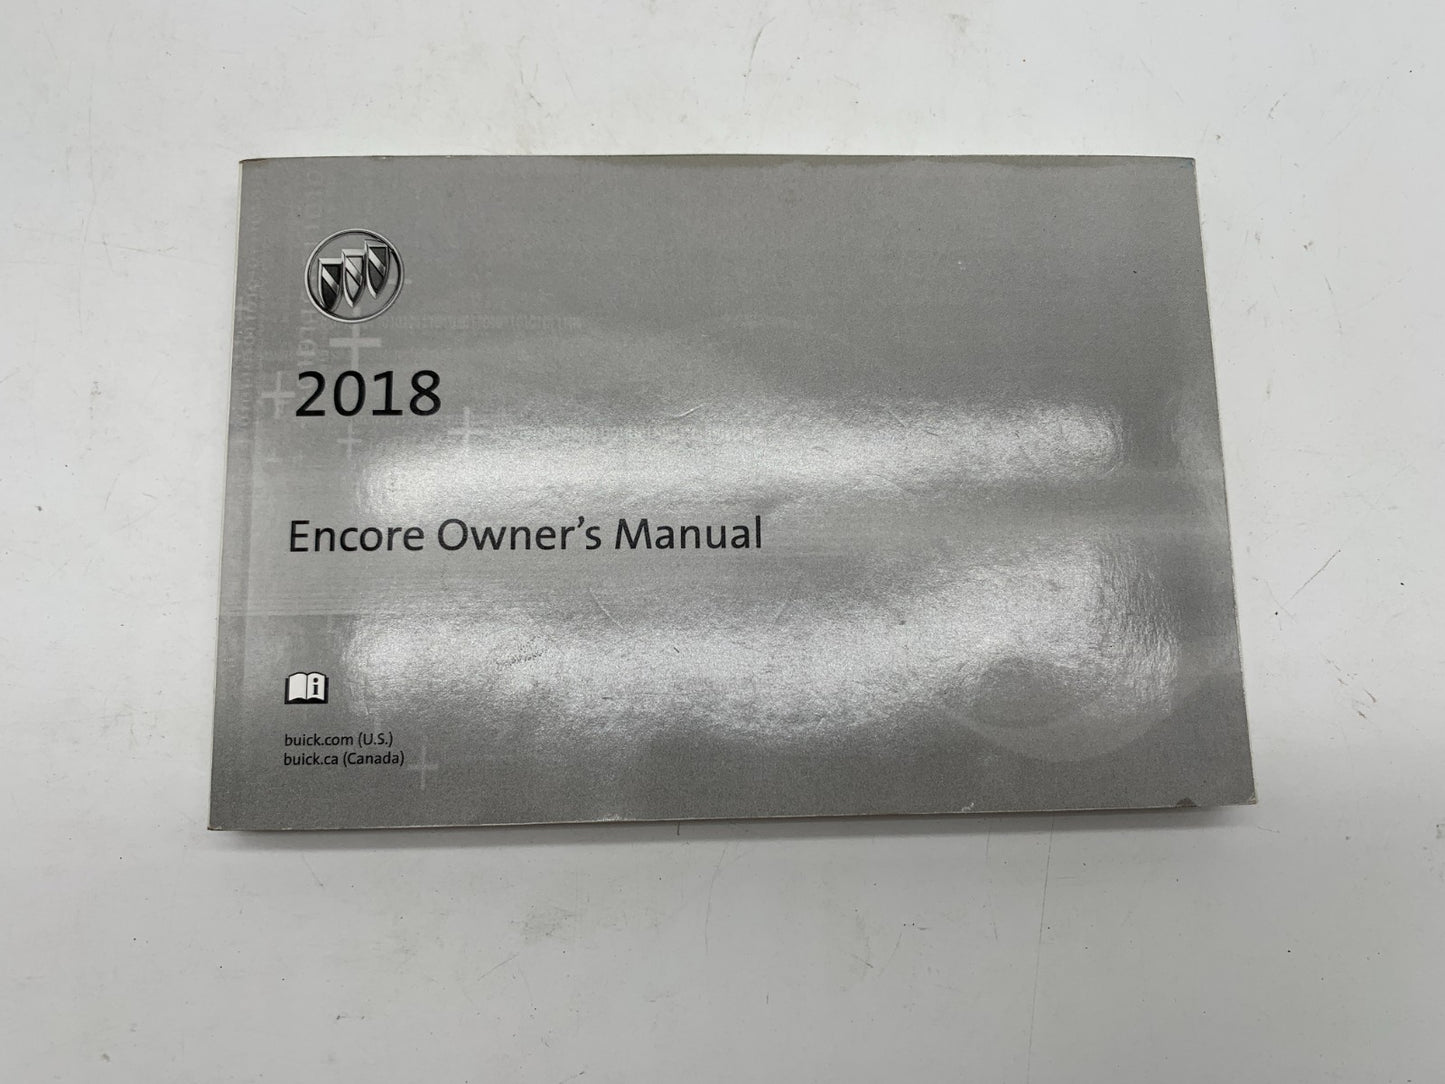 2018
Encore Owner's Manual
i
buick.com (U.S.)
buick.ca (Canada)